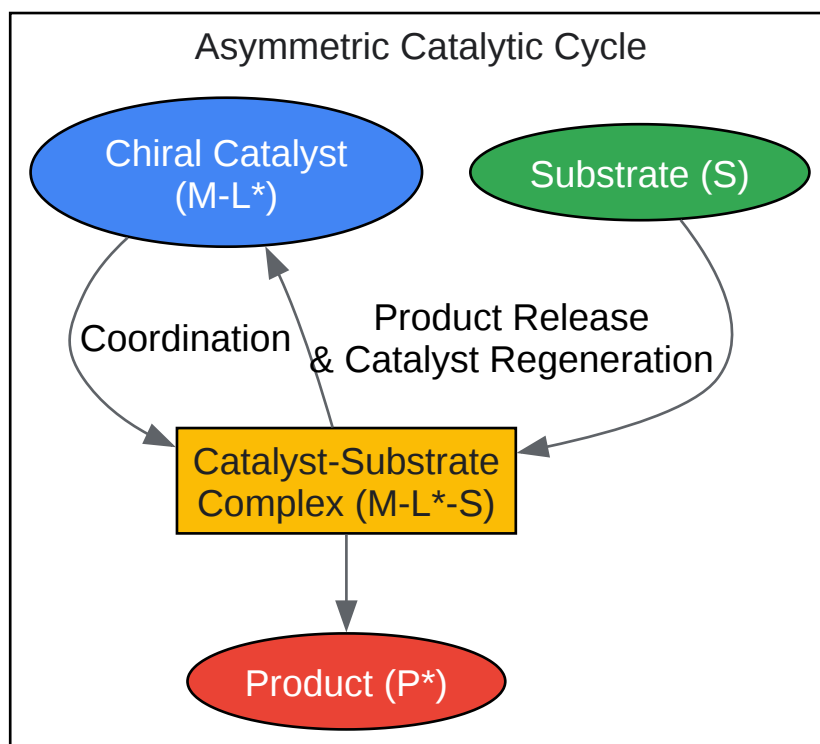 Asymmetric Catalytic Cycle
Chiral Catalyst
(M-L*)
Substrate (S)
Coordination
Product Release
& Catalyst Regeneration
Catalyst-Substrate
Complex (M-L*-S)
Product (P*)